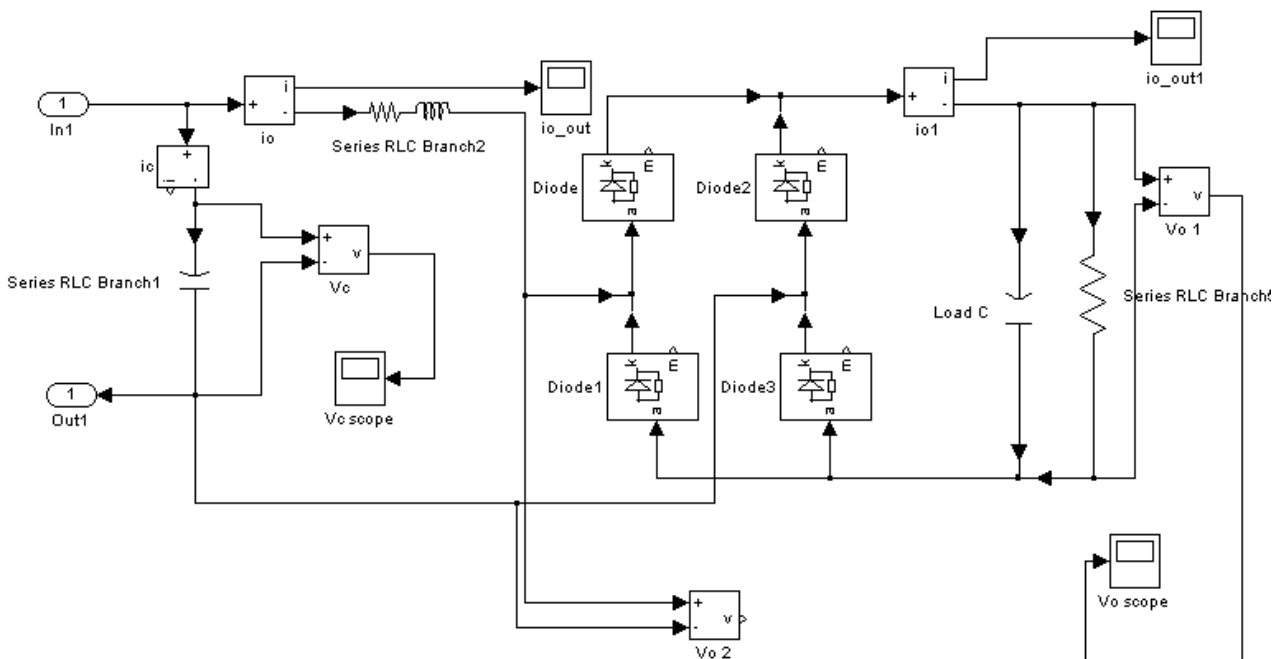 1
In1
+
i
-
io
io_out
Series RLC Branch2
+
i
-
ic
+
-
v
Vc
Series RLC Branch1
Vc scope
1
Out1
k
m
a
Diode
k
m
a
Diode2
k
m
a
Diode1
k
m
a
Diode3
+
i
-
io1
io_out1
+
-
v
Vo 1
Load C
Series RLC Branch5
+
-
v
Vo 2
Vo scope